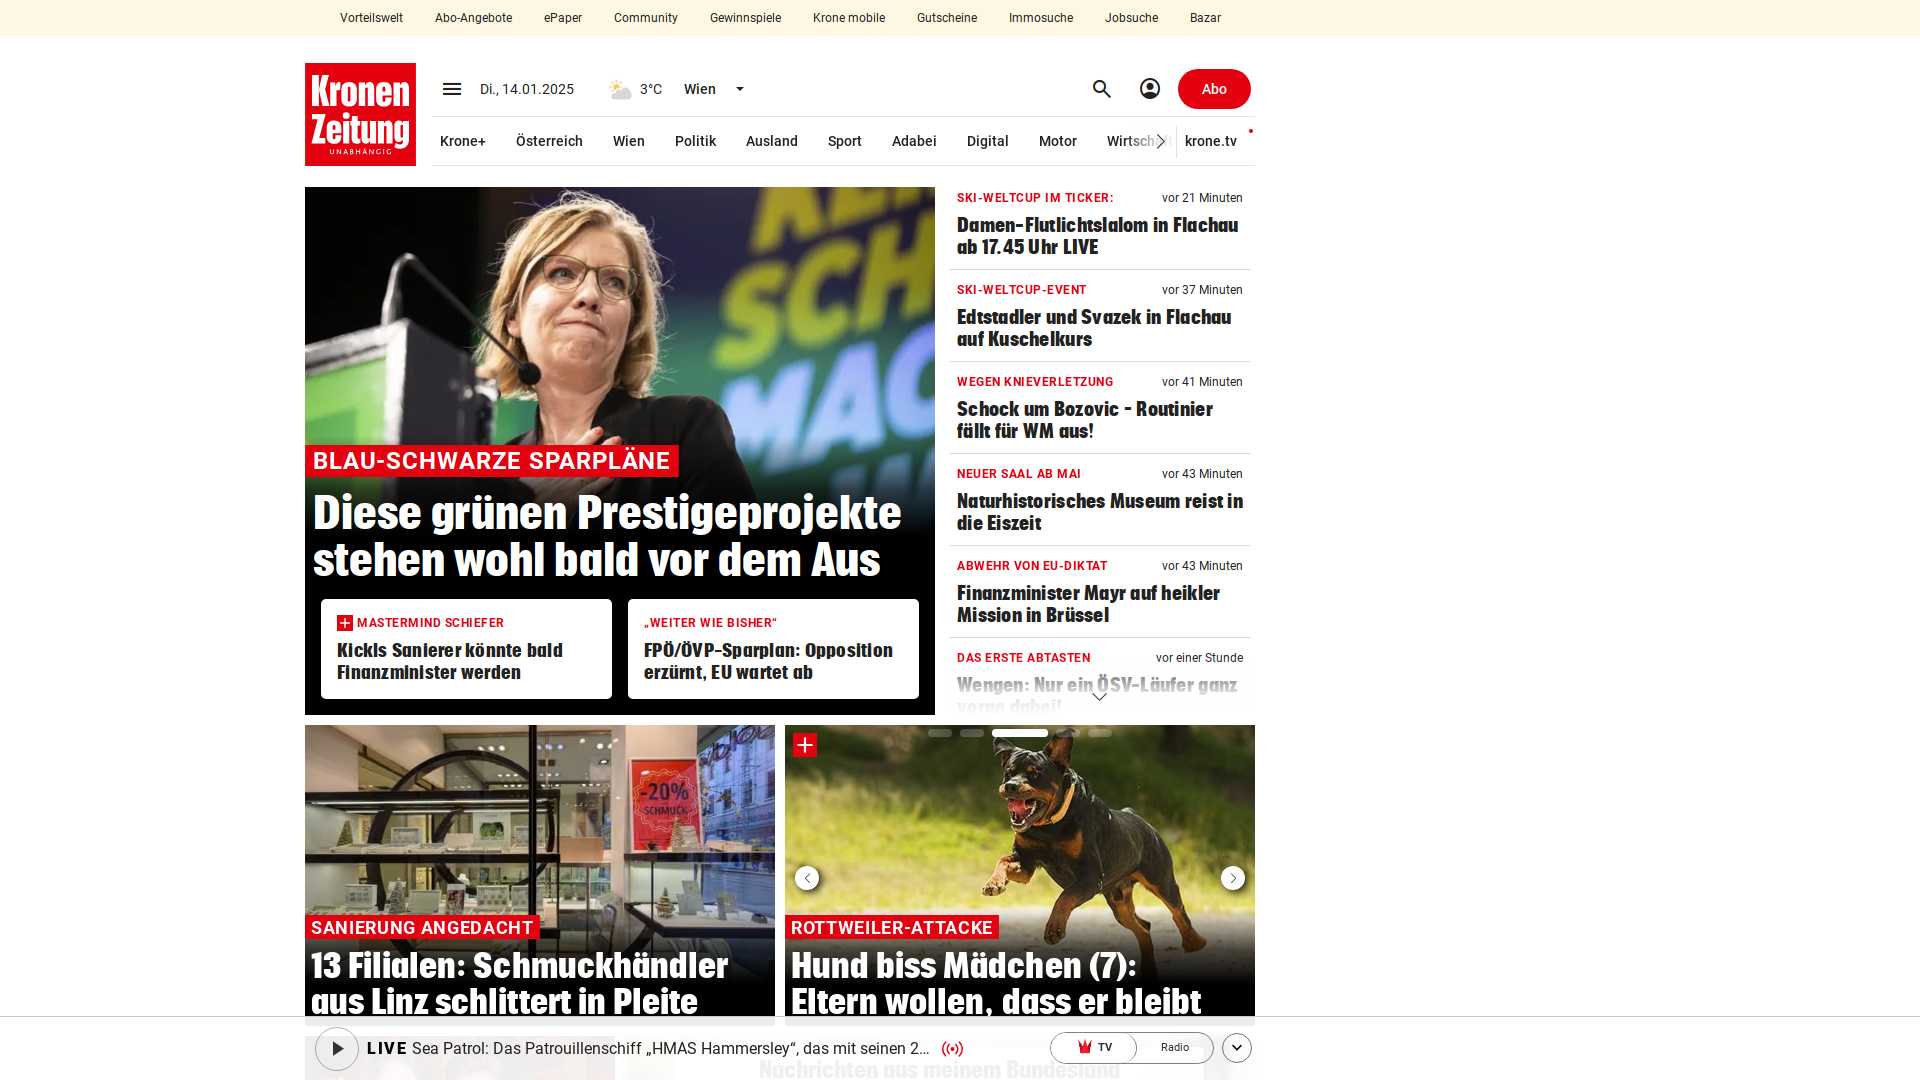 Vorteilswelt Abo-Angebote ePaper Community Gewinnspiele Krone mobile Gutscheine Immosuche Jobsuche Bazar
Kronen
Zeitung
UNABHÄNGIG
Di., 14.01.2025 3°C Wien Abo
Krone+ Österreich Wien Politik Ausland Sport Adabei Digital Motor Wirtschaft krone.tv
BLAU-SCHWARZE SPARPLÄNE
Diese grünen Prestigeprojekte
stehen wohl bald vor dem Aus
MASTERMIND SCHIEFER
Kickls Sanierer könnte bald
Finanzminister werden
„WEITER WIE BISHER“
FPÖ/ÖVP-Sparplan: Opposition
erzürnt, EU wartet ab
SKI-WELTCUP IM TICKER: vor 21 Minuten
Damen-Flutlichtslalom in Flachau
ab 17.45 Uhr LIVE
SKI-WELTCUP-EVENT vor 37 Minuten
Edtstadler und Svazek in Flachau
auf Kuschelkurs
WEGEN KNIEVERLETZUNG vor 41 Minuten
Schock um Bozovic – Routinier
fällt für WM aus!
NEUER SAAL AB MAI vor 43 Minuten
Naturhistorisches Museum reist in
die Eiszeit
ABWEHR VON EU-DIKTAT vor 43 Minuten
Finanzminister Mayr auf heikler
Mission in Brüssel
DAS ERSTE ABTASTEN vor einer Stunde
Wengen: Nur ein ÖSV-Läufer ganz
vorne dabei!
-20%
SCHMUCK
SANIERUNG ANGEDACHT
13 Filialen: Schmuckhändler
aus Linz schlittert in Pleite
ROTTWEILER-ATTACKE
Hund biss Mädchen (7):
Eltern wollen, dass er bleibt
LIVE Sea Patrol: Das Patrouillenschiff „HMAS Hammersley“, das mit seinen 2... TV Radio
Nachrichten aus meinem Bundesland